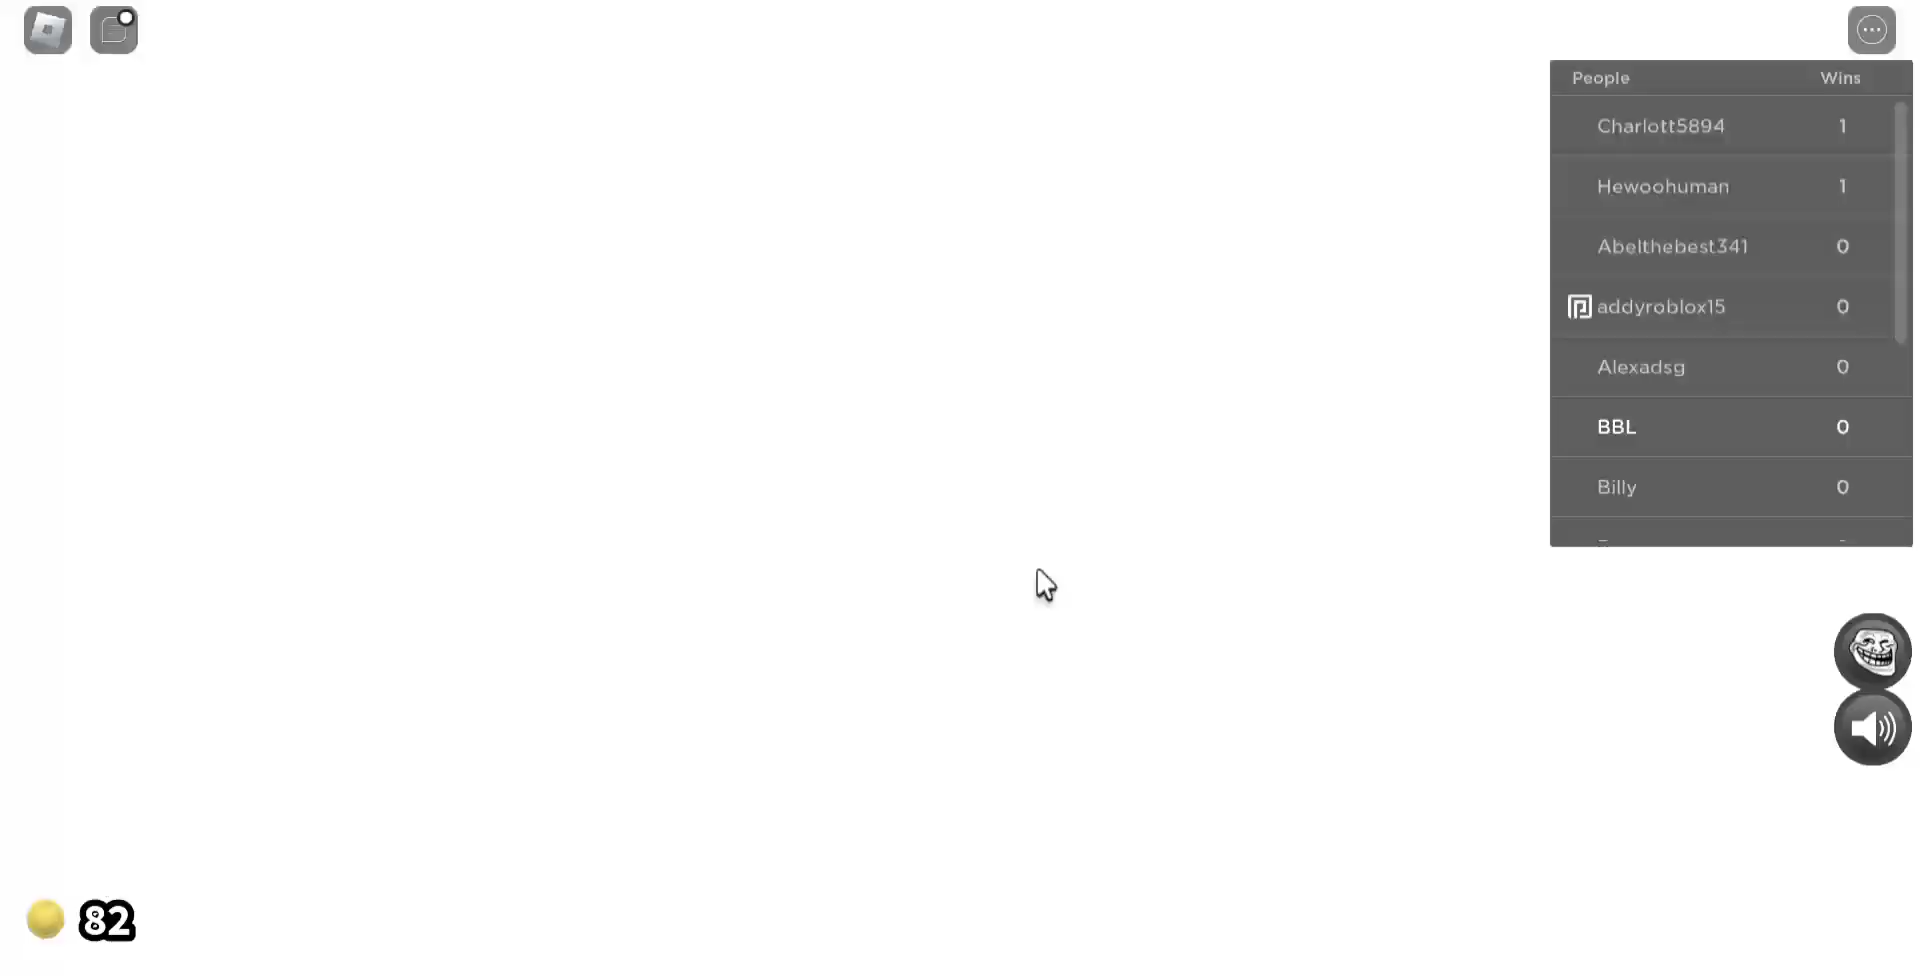 People Wins
Charlott5894 1
Hewoohuman 1
Abelthebest341 0
addyroblox15 0
Alexadsg 0
BBL 0
Billy 0
82